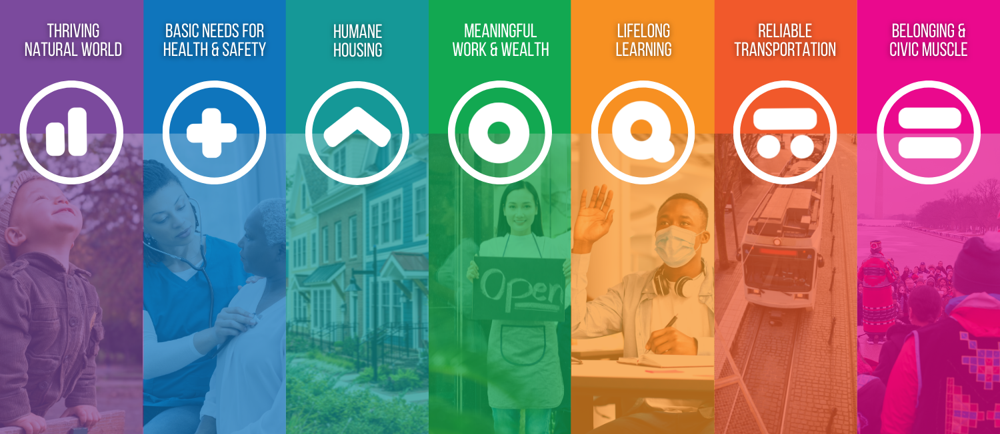 THRIVING
NATURAL WORLD
BASIC NEEDS FOR
HEALTH & SAFETY
HUMANE
HOUSING
MEANINGFUL
WORK & WEALTH
LIFELONG
LEARNING
RELIABLE
TRANSPORTATION
BELONGING &
CIVIC MUSCLE
Open